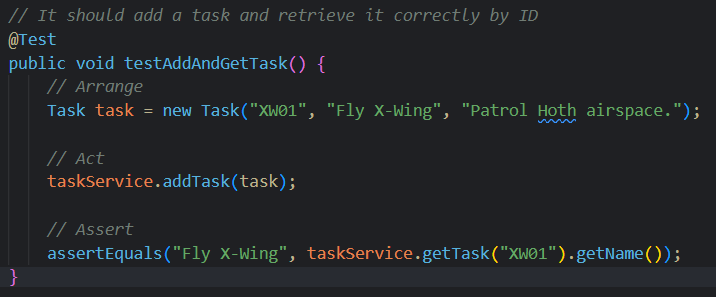 // It should add a task and retrieve it correctly by ID
@Test
public void testAddAndGetTask() {
// Arrange
Task task = new Task("XW01", "Fly X-Wing", "Patrol Hoth airspace.");
// Act
taskService.addTask(task);
// Assert
assertEquals("Fly X-Wing", taskService.getTask("XW01").getName());
}